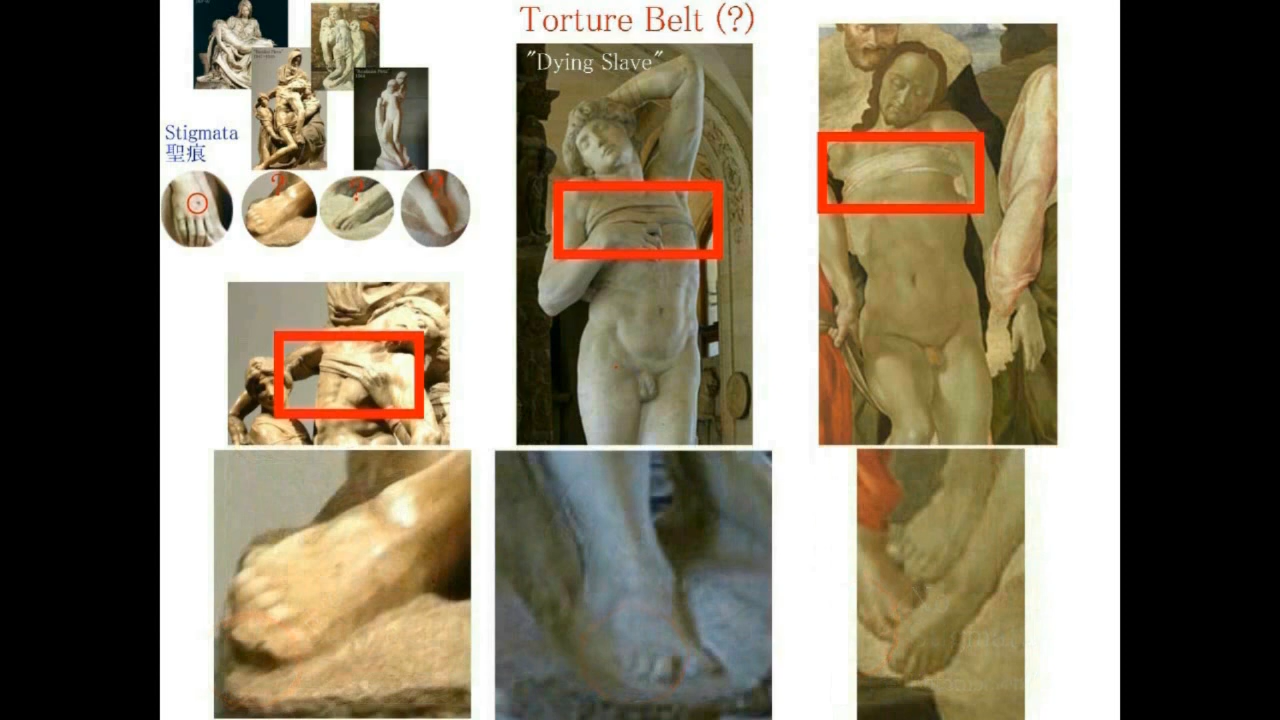 Torture Belt (?)
"Dying Slave"
Stigmata
聖痕
?
?
?